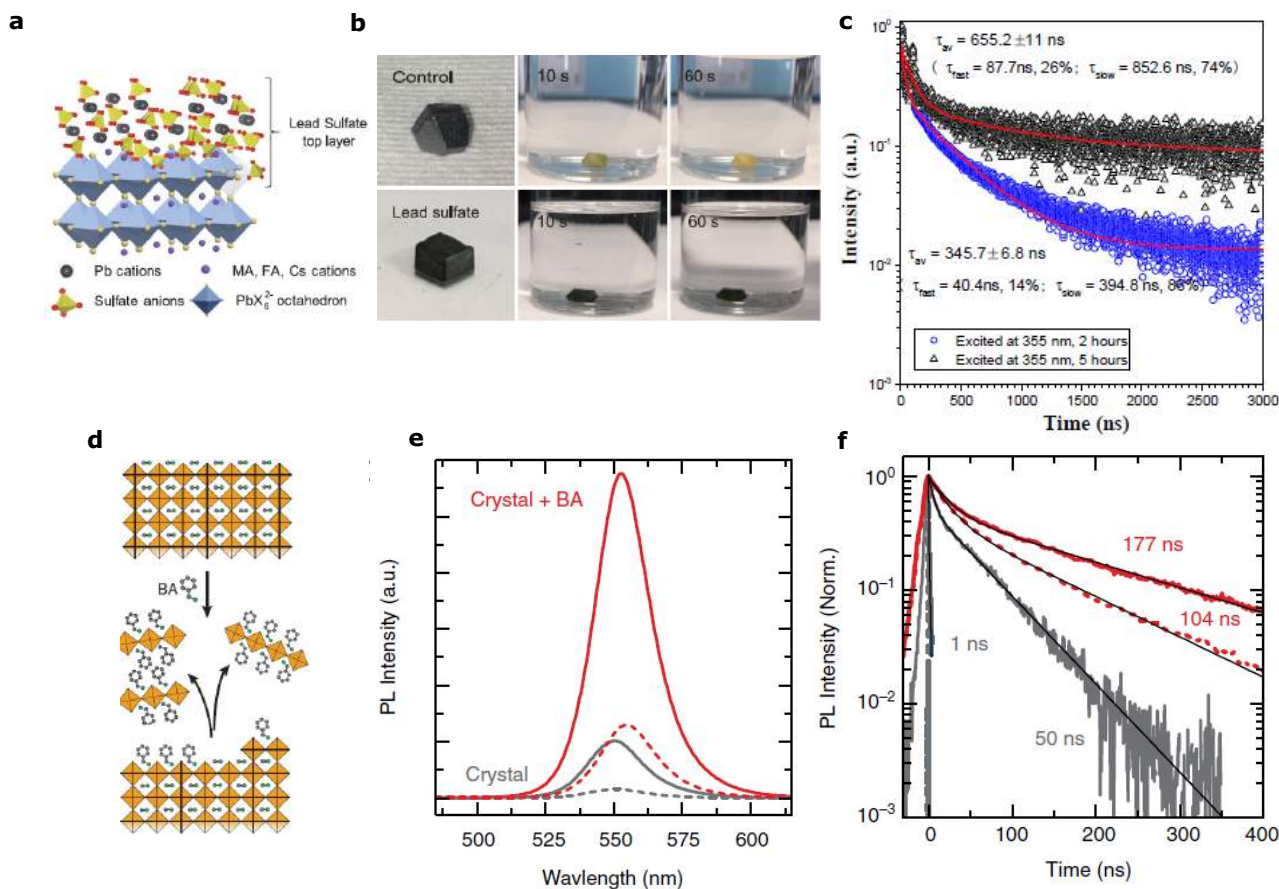 a
Lead Sulfate
top layer
Pb cations
MA, FA, Cs cations
Sulfate anions
PbX₆²⁻ octahedron
b
Control
10 s
60 s
Lead sulfate
10 s
60 s
c
10⁰
10⁻¹
10⁻²
10⁻³
Intensity (a.u.)
τav = 655.2±11 ns
( τfast = 87.7ns, 26%; τslow = 852.6 ns, 74%)
τav = 345.7±6.8 ns
( τfast = 40.4ns, 14%; τslow = 394.8 ns, 86%)
Excited at 355 nm, 2 hours
Excited at 355 nm, 5 hours
0 500 1000 1500 2000 2500 3000
Time (ns)
d
BA
e
PL Intensity (a.u.)
Crystal + BA
Crystal
500 525 550 575 600
Wavlength (nm)
f
PL Intensity (Norm.)
10⁰
10⁻¹
10⁻²
10⁻³
177 ns
104 ns
1 ns
50 ns
0 100 200 300 400
Time (ns)